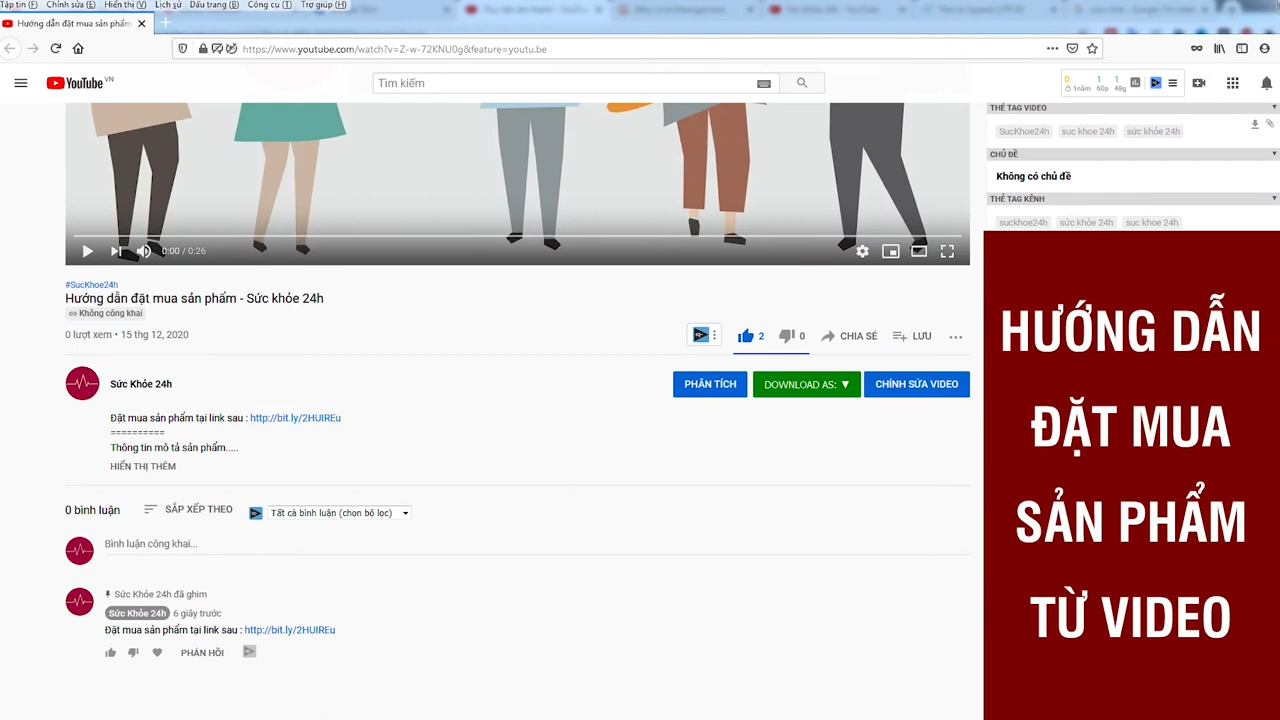 Tập tin (F) Chỉnh sửa (E) Hiển thị (V) Lịch sử Dấu trang (B) Công cụ (T) Trợ giúp (H)
Hướng dẫn đặt mua sản phẩm
https://www.youtube.com/watch?v=Z-w-72KNU0g&feature=youtu.be
YouTube VN
Tìm kiếm
0 1 1
1năm 60p 48g
THẺ TAG VIDEO
SucKhoe24h suc khoe 24h sức khỏe 24h
CHỦ ĐỀ
Không có chủ đề
THẺ TAG KÊNH
suckhoe24h sức khỏe 24h suc khoe 24h
0:00 / 0:26
#SucKhoe24h
Hướng dẫn đặt mua sản phẩm - Sức khỏe 24h
Không công khai
0 lượt xem • 15 thg 12, 2020
2 0 CHIA SẺ LƯU
Sức Khỏe 24h
PHÂN TÍCH DOWNLOAD AS: ▼ CHỈNH SỬA VIDEO
Đặt mua sản phẩm tại link sau : http://bit.ly/2HUIREu
==========
Thông tin mô tả sản phẩm.....
HIỂN THỊ THÊM
0 bình luận SẮP XẾP THEO Tất cả bình luận (chọn bộ lọc)
Bình luận công khai...
Sức Khỏe 24h đã ghim
Sức Khỏe 24h 6 giây trước
Đặt mua sản phẩm tại link sau : http://bit.ly/2HUIREu
PHẢN HỒI
HƯỚNG DẪN
ĐẶT MUA
SẢN PHẨM
TỪ VIDEO